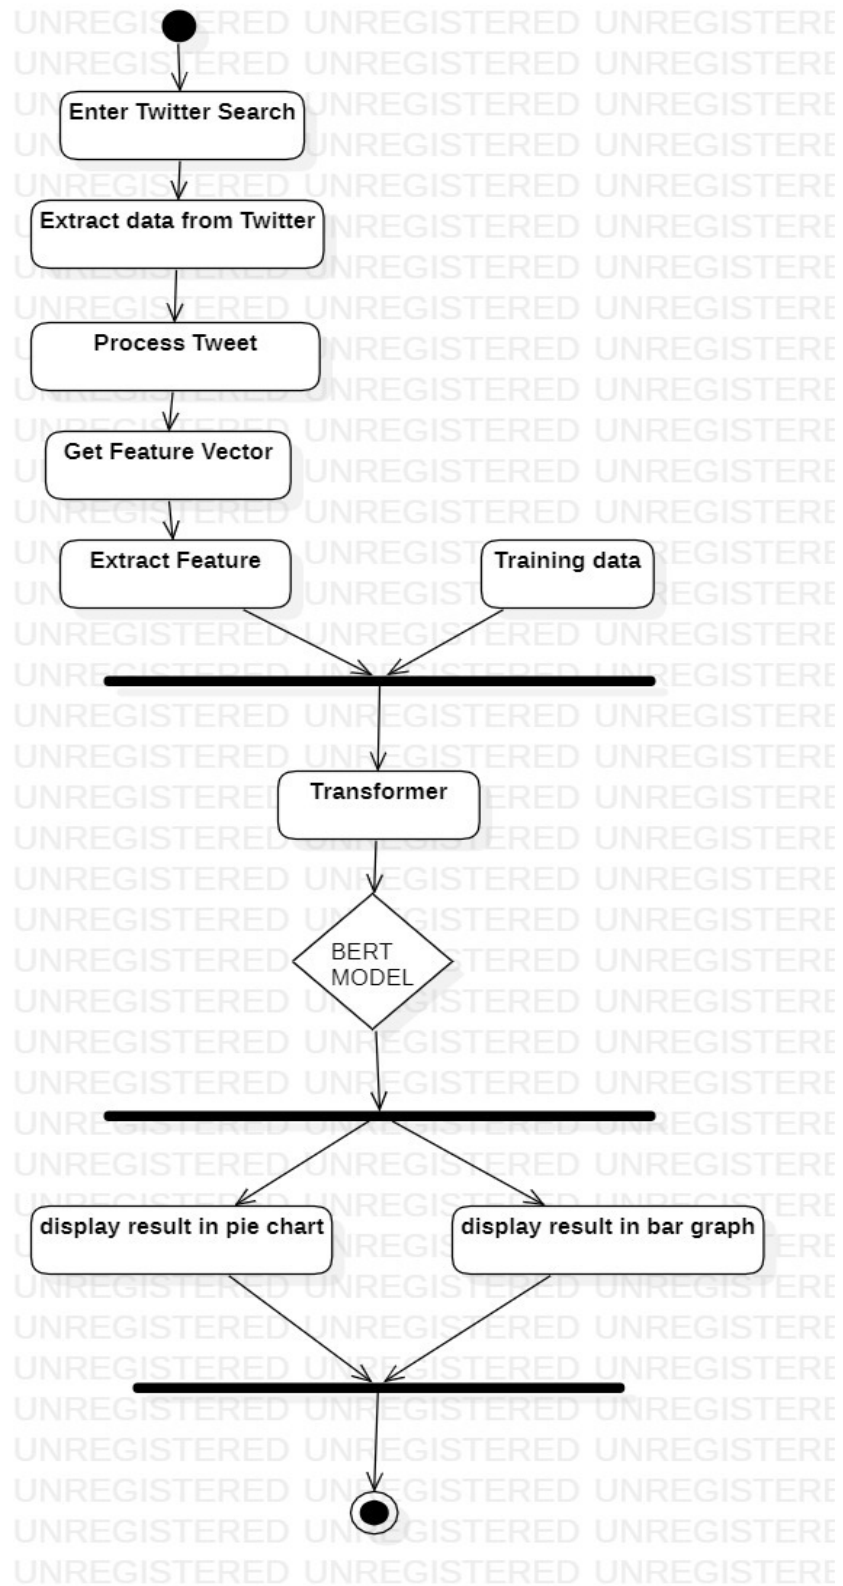 Enter Twitter Search
Extract data from Twitter
Process Tweet
Get Feature Vector
Extract Feature
Training data
Transformer
BERT
MODEL
display result in pie chart
display result in bar graph
UNREGISTERED